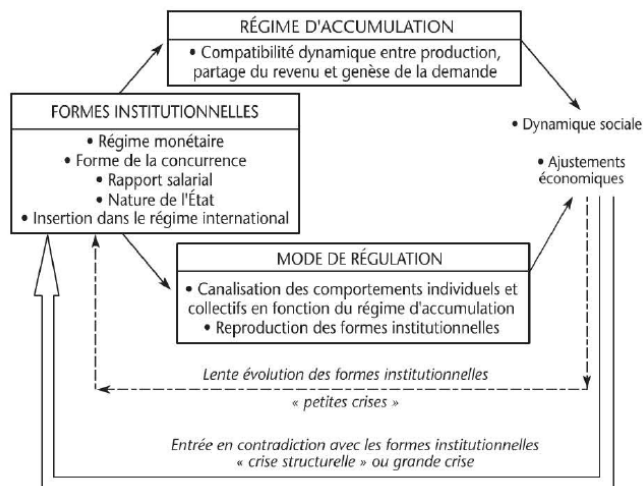 RÉGIME D'ACCUMULATION
• Compatibilité dynamique entre production,
partage du revenu et genèse de la demande
FORMES INSTITUTIONNELLES
• Régime monétaire
• Forme de la concurrence
• Rapport salarial
• Nature de l'État
• Insertion dans le régime international
• Dynamique sociale
• Ajustements
économiques
MODE DE RÉGULATION
• Canalisation des comportements individuels et
collectifs en fonction du régime d'accumulation
• Reproduction des formes institutionnelles
Lente évolution des formes institutionnelles
« petites crises »
Entrée en contradiction avec les formes institutionnelles
« crise structurelle » ou grande crise